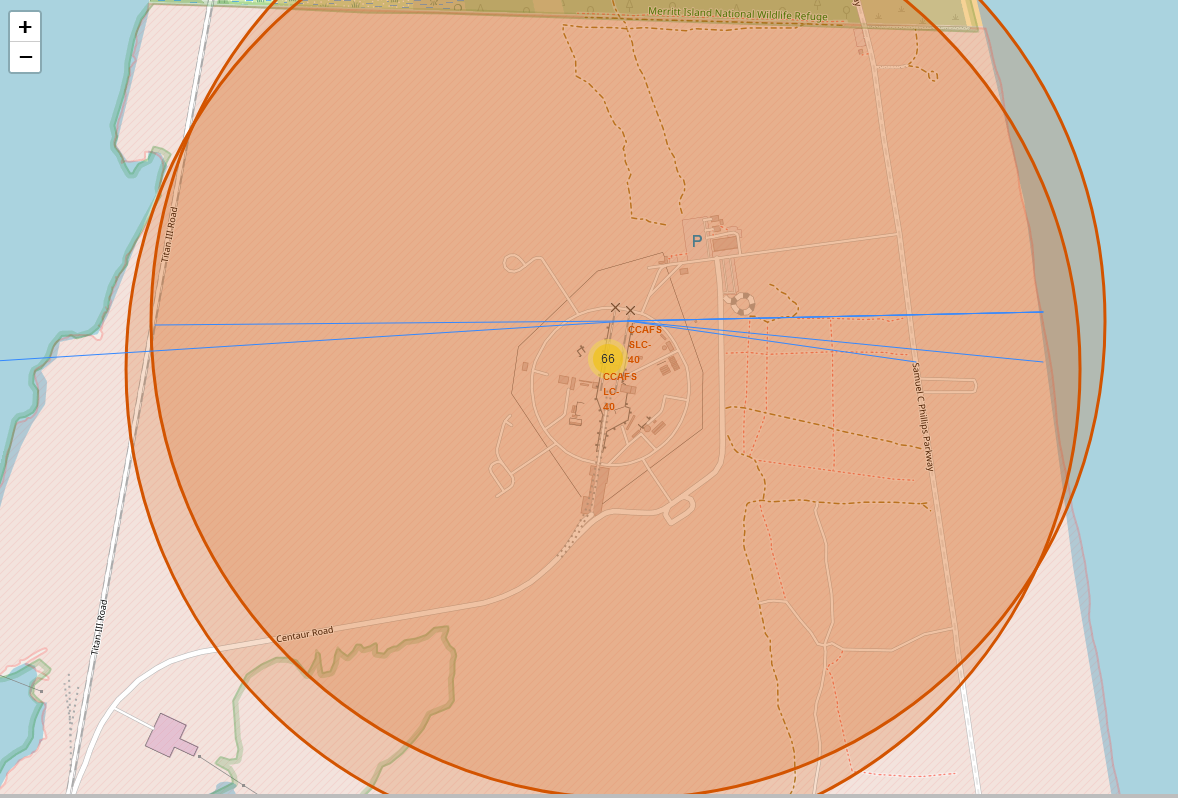 +
−
Merritt Island National Wildlife Refuge
Titan III Road
P
CCAFS
SLC-
40
66
CCAFS
LC-
40
Samuel C Phillips Parkway
Centaur Road
Titan III Road